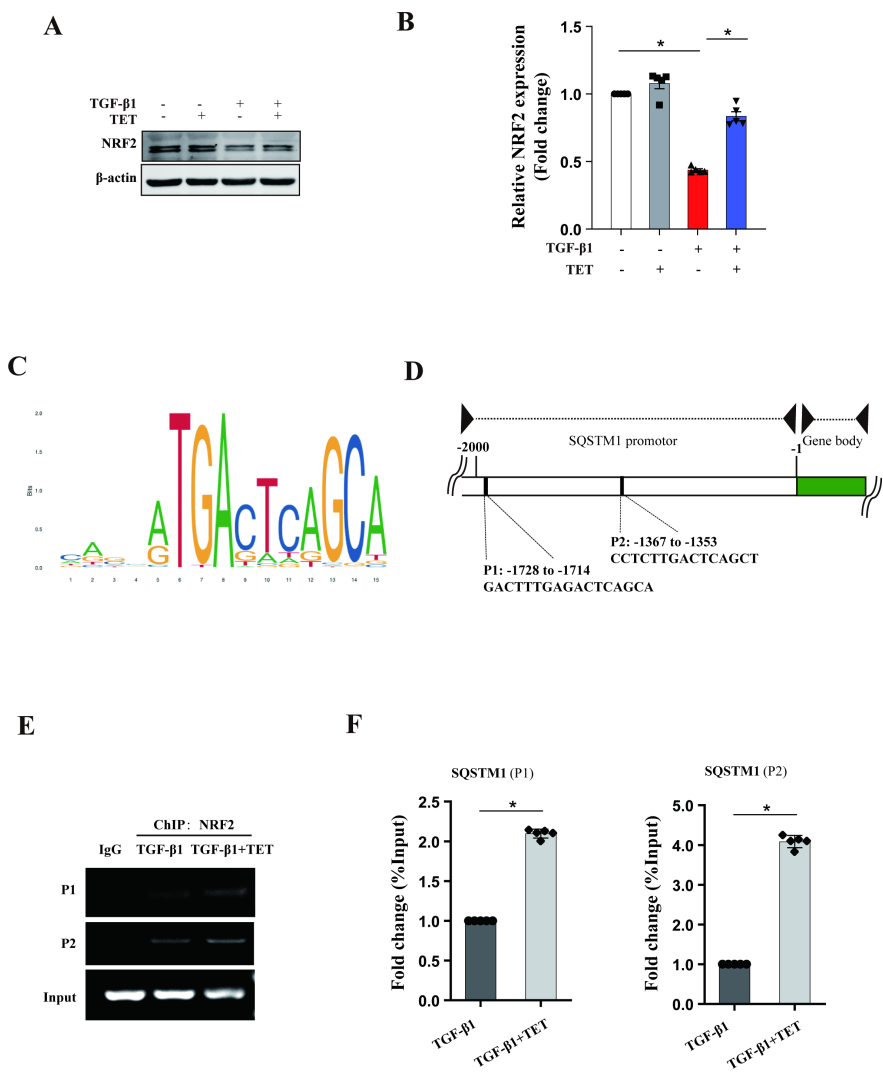 A
TGF-β1 - - + +
TET - + - +
NRF2
β-actin
B
Relative NRF2 expression
(Fold change)
1.5
1.0
0.5
0.0
* *
TGF-β1 - - + +
TET - + - +
C
Bits
2.0
1.5
1.0
0.5
0.0
1 2 3 4 5 6 7 8 9 10 11 12 13 14 15
D
-2000 SQSTM1 promotor -1 Gene body
P1: -1728 to -1714
GACTTTGAGACTCAGCA
P2: -1367 to -1353
CCTCTTGACTCAGCT
E
ChIP: NRF2
IgG TGF-β1 TGF-β1+TET
P1
P2
Input
F
SQSTM1 (P1)
Fold change (%Input)
2.5
2.0
1.5
1.0
0.5
0.0
*
TGF-β1
TGF-β1+TET
SQSTM1 (P2)
Fold change (%Input)
5.0
4.0
2.0
1.0
0.0
*
TGF-β1
TGF-β1+TET